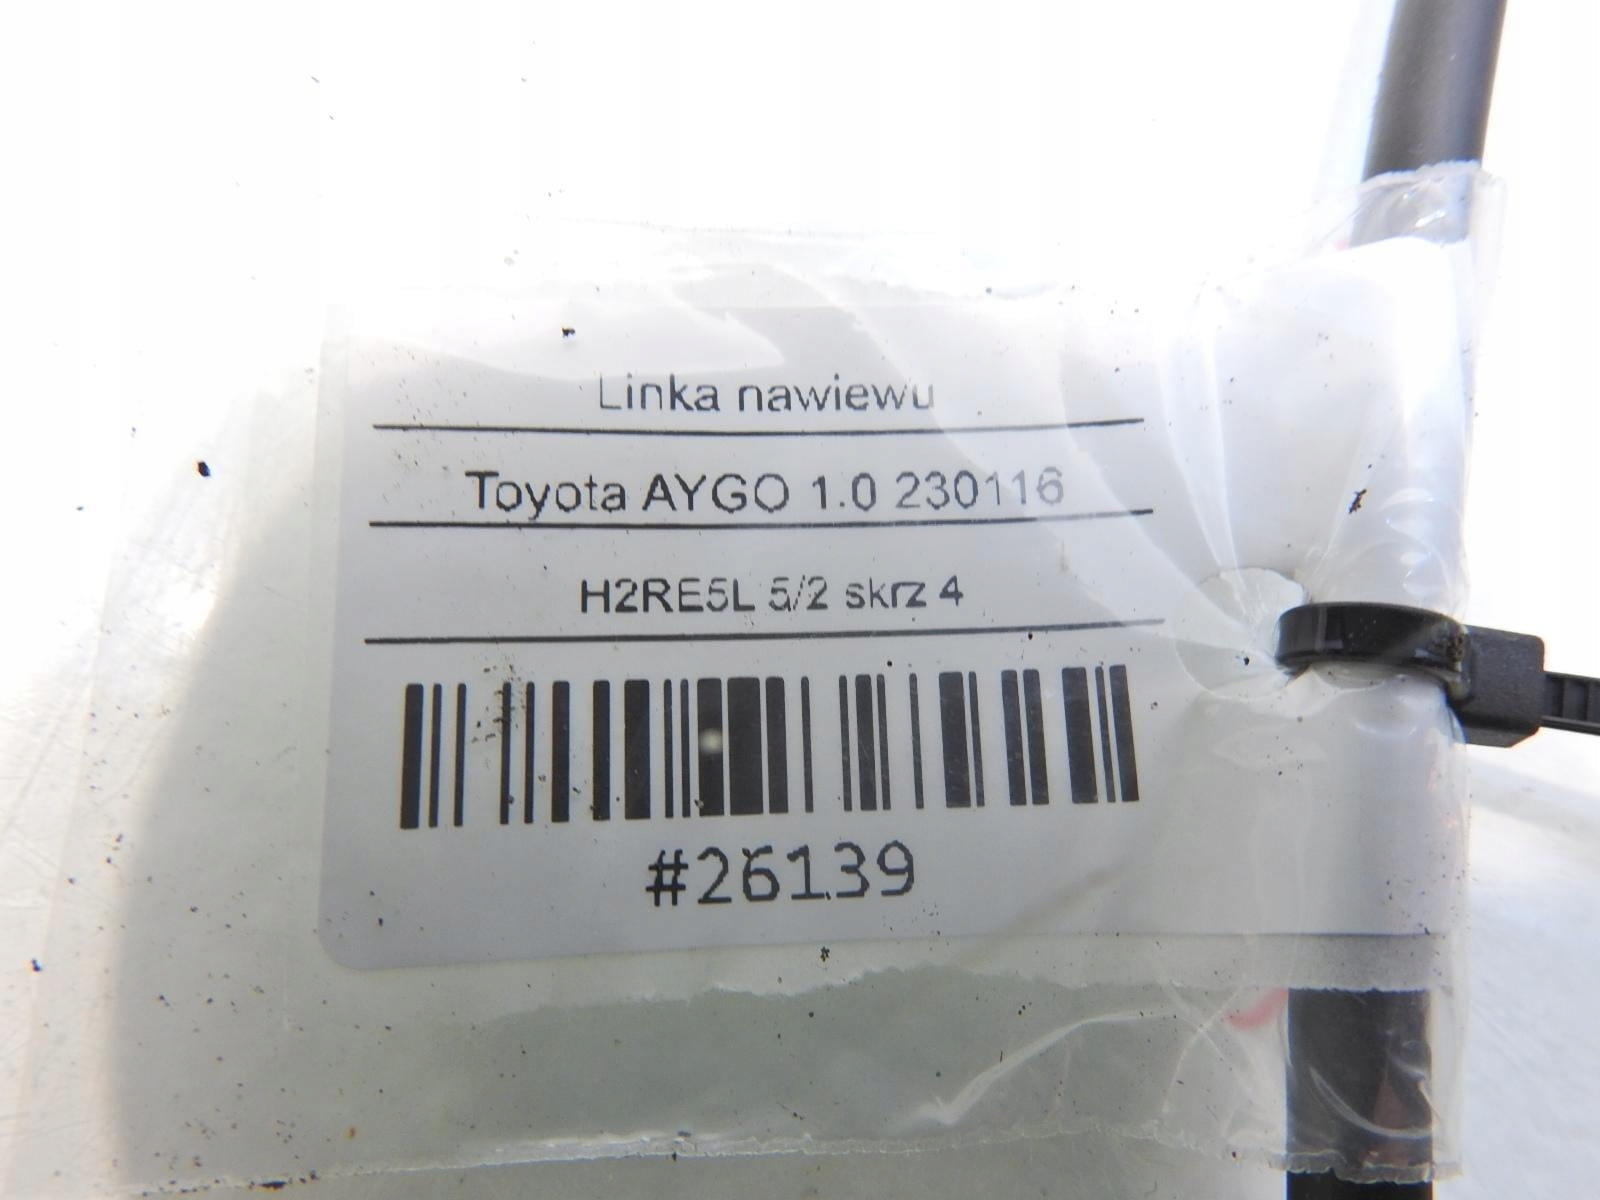 Linka nawiewu
Toyota AYGO 1.0 230116
H2RE5L 5/2 skrz 4
#26139